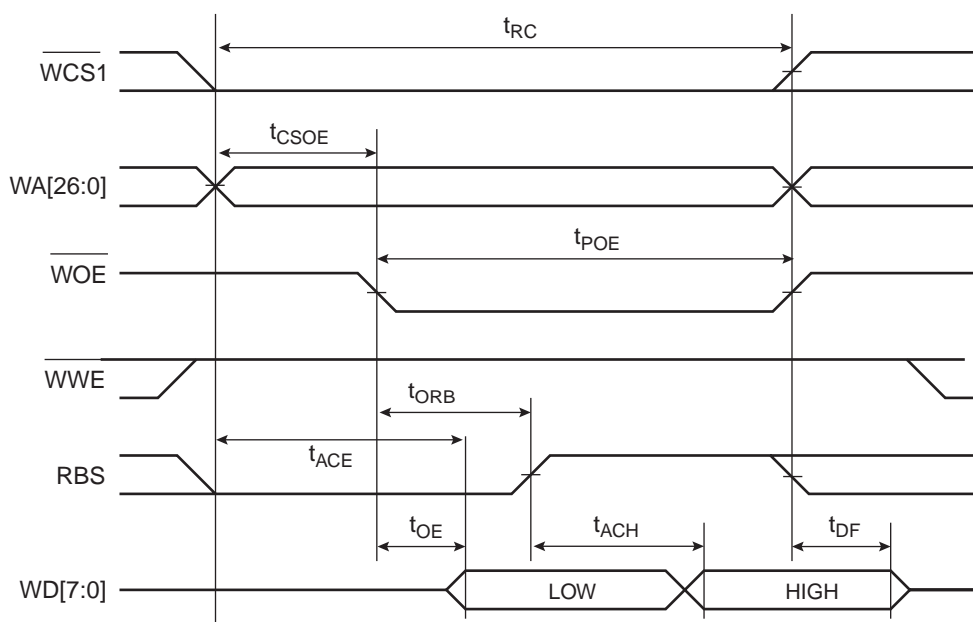 tRC
WCS1
tCSOE
WA[26:0]
tPOE
WOE
WWE
tORB
tACE
RBS
tOE
tACH
tDF
WD[7:0]
LOW
HIGH